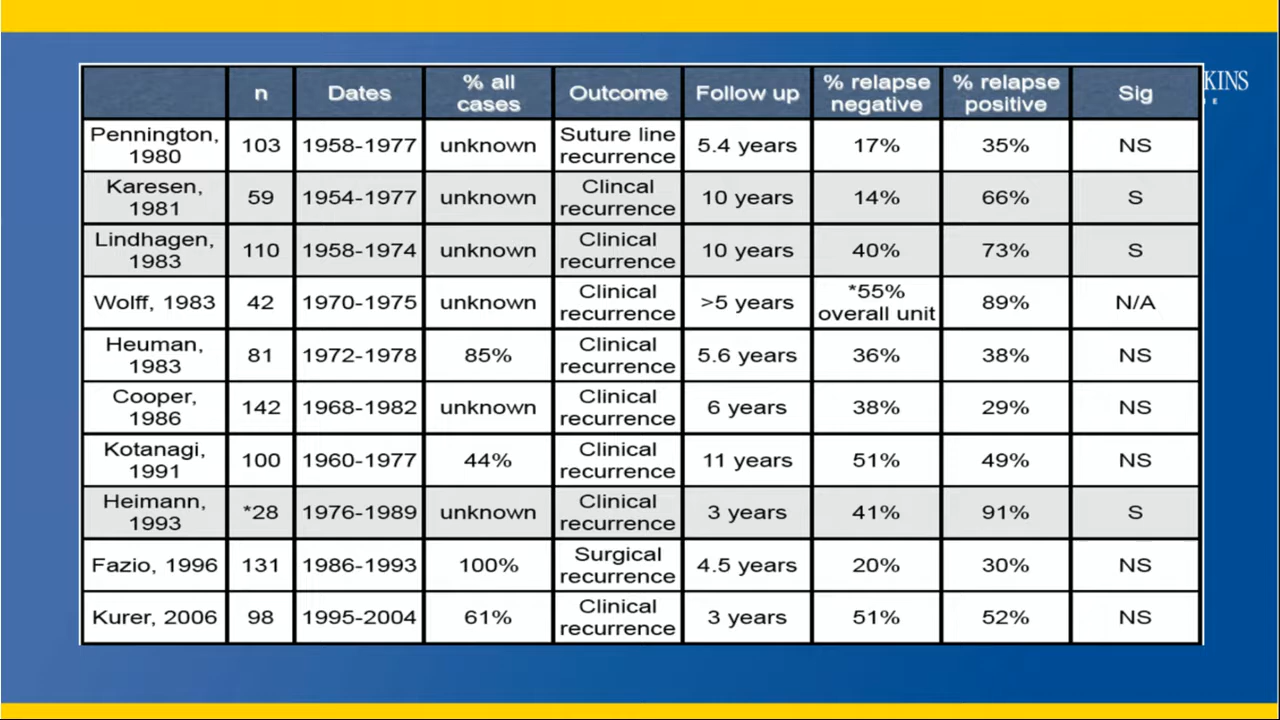 n Dates % all cases Outcome Follow up % relapse negative % relapse positive Sig
Pennington, 1980 103 1958-1977 unknown Suture line recurrence 5.4 years 17% 35% NS
Karesen, 1981 59 1954-1977 unknown Clincal recurrence 10 years 14% 66% S
Lindhagen, 1983 110 1958-1974 unknown Clinical recurrence 10 years 40% 73% S
Wolff, 1983 42 1970-1975 unknown Clinical recurrence >5 years *55% overall unit 89% N/A
Heuman, 1983 81 1972-1978 85% Clinical recurrence 5.6 years 36% 38% NS
Cooper, 1986 142 1968-1982 unknown Clinical recurrence 6 years 38% 29% NS
Kotanagi, 1991 100 1960-1977 44% Clinical recurrence 11 years 51% 49% NS
Heimann, 1993 *28 1976-1989 unknown Clinical recurrence 3 years 41% 91% S
Fazio, 1996 131 1986-1993 100% Surgical recurrence 4.5 years 20% 30% NS
Kurer, 2006 98 1995-2004 61% Clinical recurrence 3 years 51% 52% NS
KINS
E